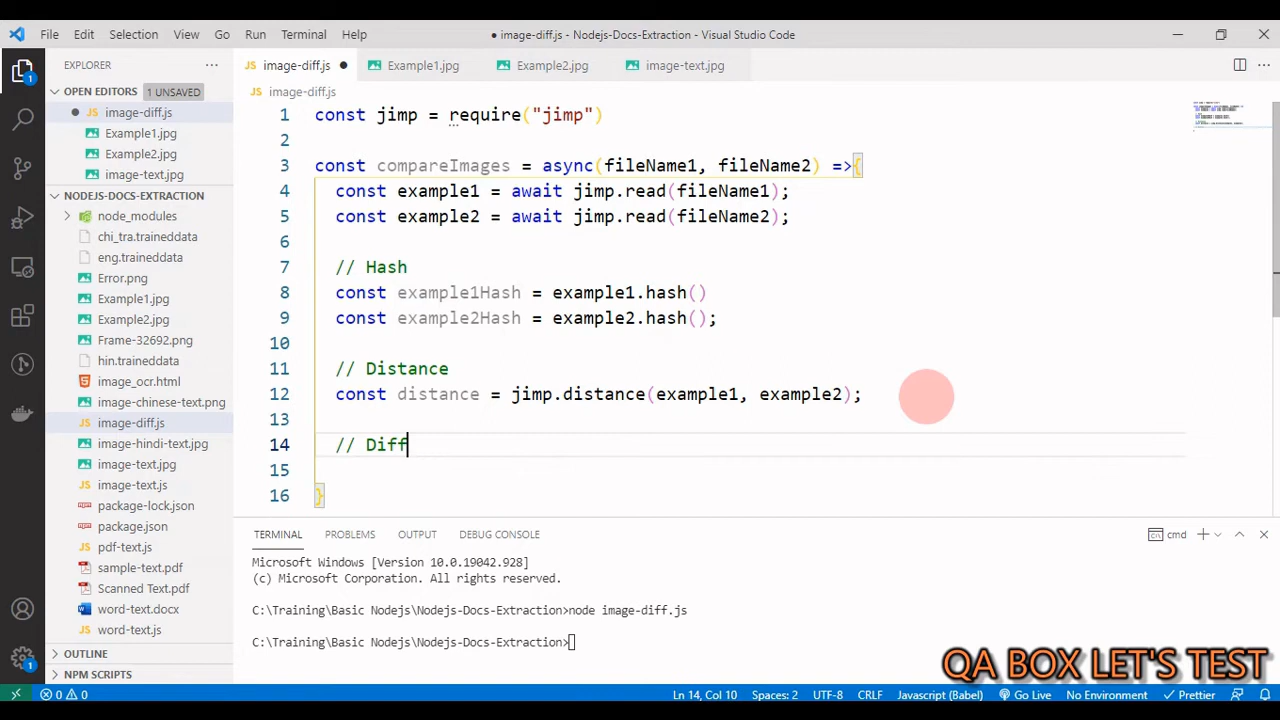 File Edit Selection View Go Run Terminal Help
● image-diff.js - Nodejs-Docs-Extraction - Visual Studio Code
EXPLORER
OPEN EDITORS 1 UNSAVED
JS image-diff.js
Example1.jpg
Example2.jpg
image-text.jpg
NODEJS-DOCS-EXTRACTION
node_modules
chi_tra.traineddata
eng.traineddata
Error.png
Example1.jpg
Example2.jpg
Frame-32692.png
hin.traineddata
image_ocr.html
image-chinese-text.png
JS image-diff.js
image-hindi-text.jpg
image-text.jpg
JS image-text.js
package-lock.json
package.json
JS pdf-text.js
sample-text.pdf
Scanned Text.pdf
word-text.docx
JS word-text.js
OUTLINE
NPM SCRIPTS
1
1
JS image-diff.js ● Example1.jpg Example2.jpg image-text.jpg
JS image-diff.js
1 const jimp = require("jimp")
2
3 const compareImages = async(fileName1, fileName2) =>{
4 const example1 = await jimp.read(fileName1);
5 const example2 = await jimp.read(fileName2);
6
7 // Hash
8 const example1Hash = example1.hash()
9 const example2Hash = example2.hash();
10
11 // Distance
12 const distance = jimp.distance(example1, example2);
13
14 // Diff
15
16 }
TERMINAL PROBLEMS OUTPUT DEBUG CONSOLE
cmd
Microsoft Windows [Version 10.0.19042.928]
(c) Microsoft Corporation. All rights reserved.
C:\Training\Basic Nodejs\Nodejs-Docs-Extraction>node image-diff.js
C:\Training\Basic Nodejs\Nodejs-Docs-Extraction>
QA BOX LET'S TEST
0 0 Ln 14, Col 10 Spaces: 2 UTF-8 CRLF Javascript (Babel) Go Live No Environment Prettier